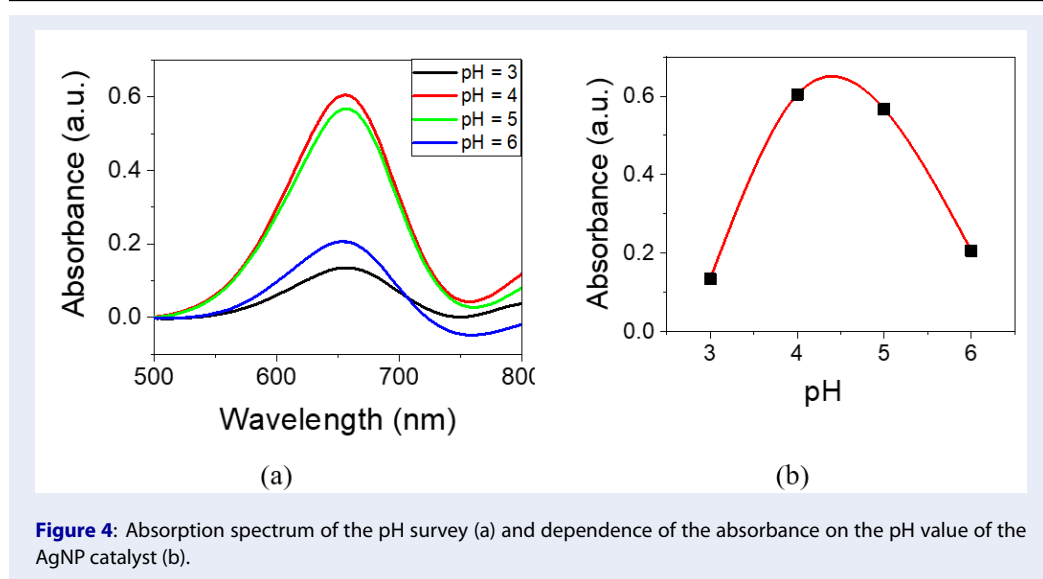 pH = 3
pH = 4
pH = 5
pH = 6
Absorbance (a.u.)
0.6
0.4
0.2
0.0
500
600
700
800
Wavelength (nm)
(a)
Absorbance (a.u.)
0.6
0.4
0.2
0.0
3
4
5
6
pH
(b)
Figure 4: Absorption spectrum of the pH survey (a) and dependence of the absorbance on the pH value of the
AgNP catalyst (b).